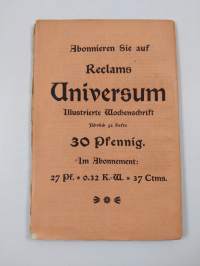 Abonnieren Sie auf
Reclams
Universum
Illustrierte Wochenschrift
Jährlich 52 Hefte
30 Pfennig.
Im Abonnement:
27 Pf. • 0.32 K.-W. • 37 Ctms.